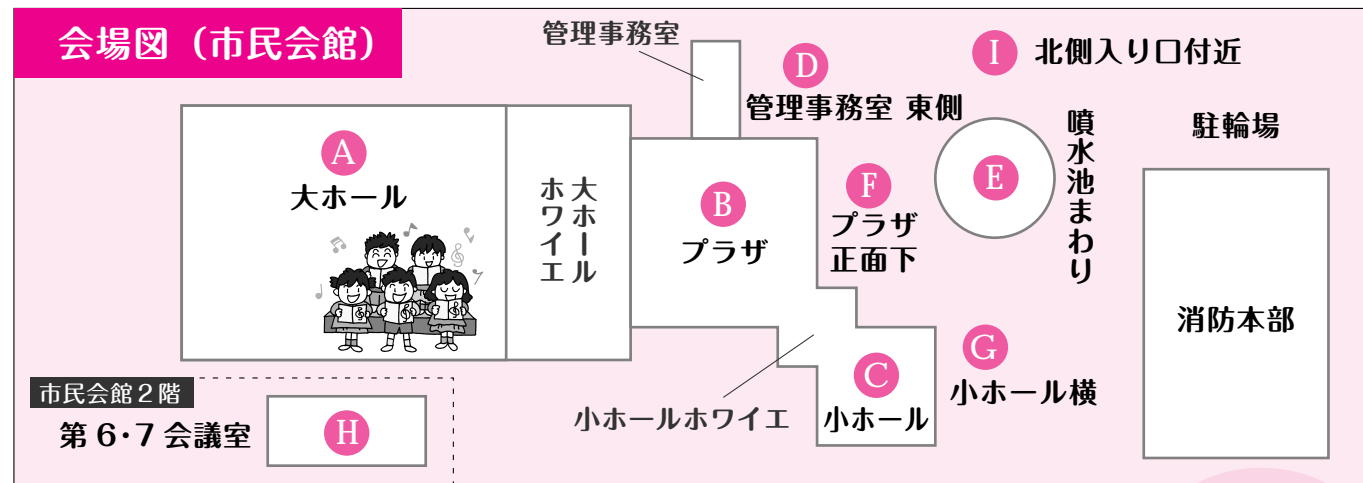 会場図（市民会館）
管理事務室
D
管理事務室 東側
I 北側入り口付近
A
大ホール
大ホール
ホワイエ
B
プラザ
F
プラザ
正面下
E
噴水池まわり
駐輪場
消防本部
G
小ホール横
C
小ホール
小ホールホワイエ
市民会館２階
第 6・7 会議室
H